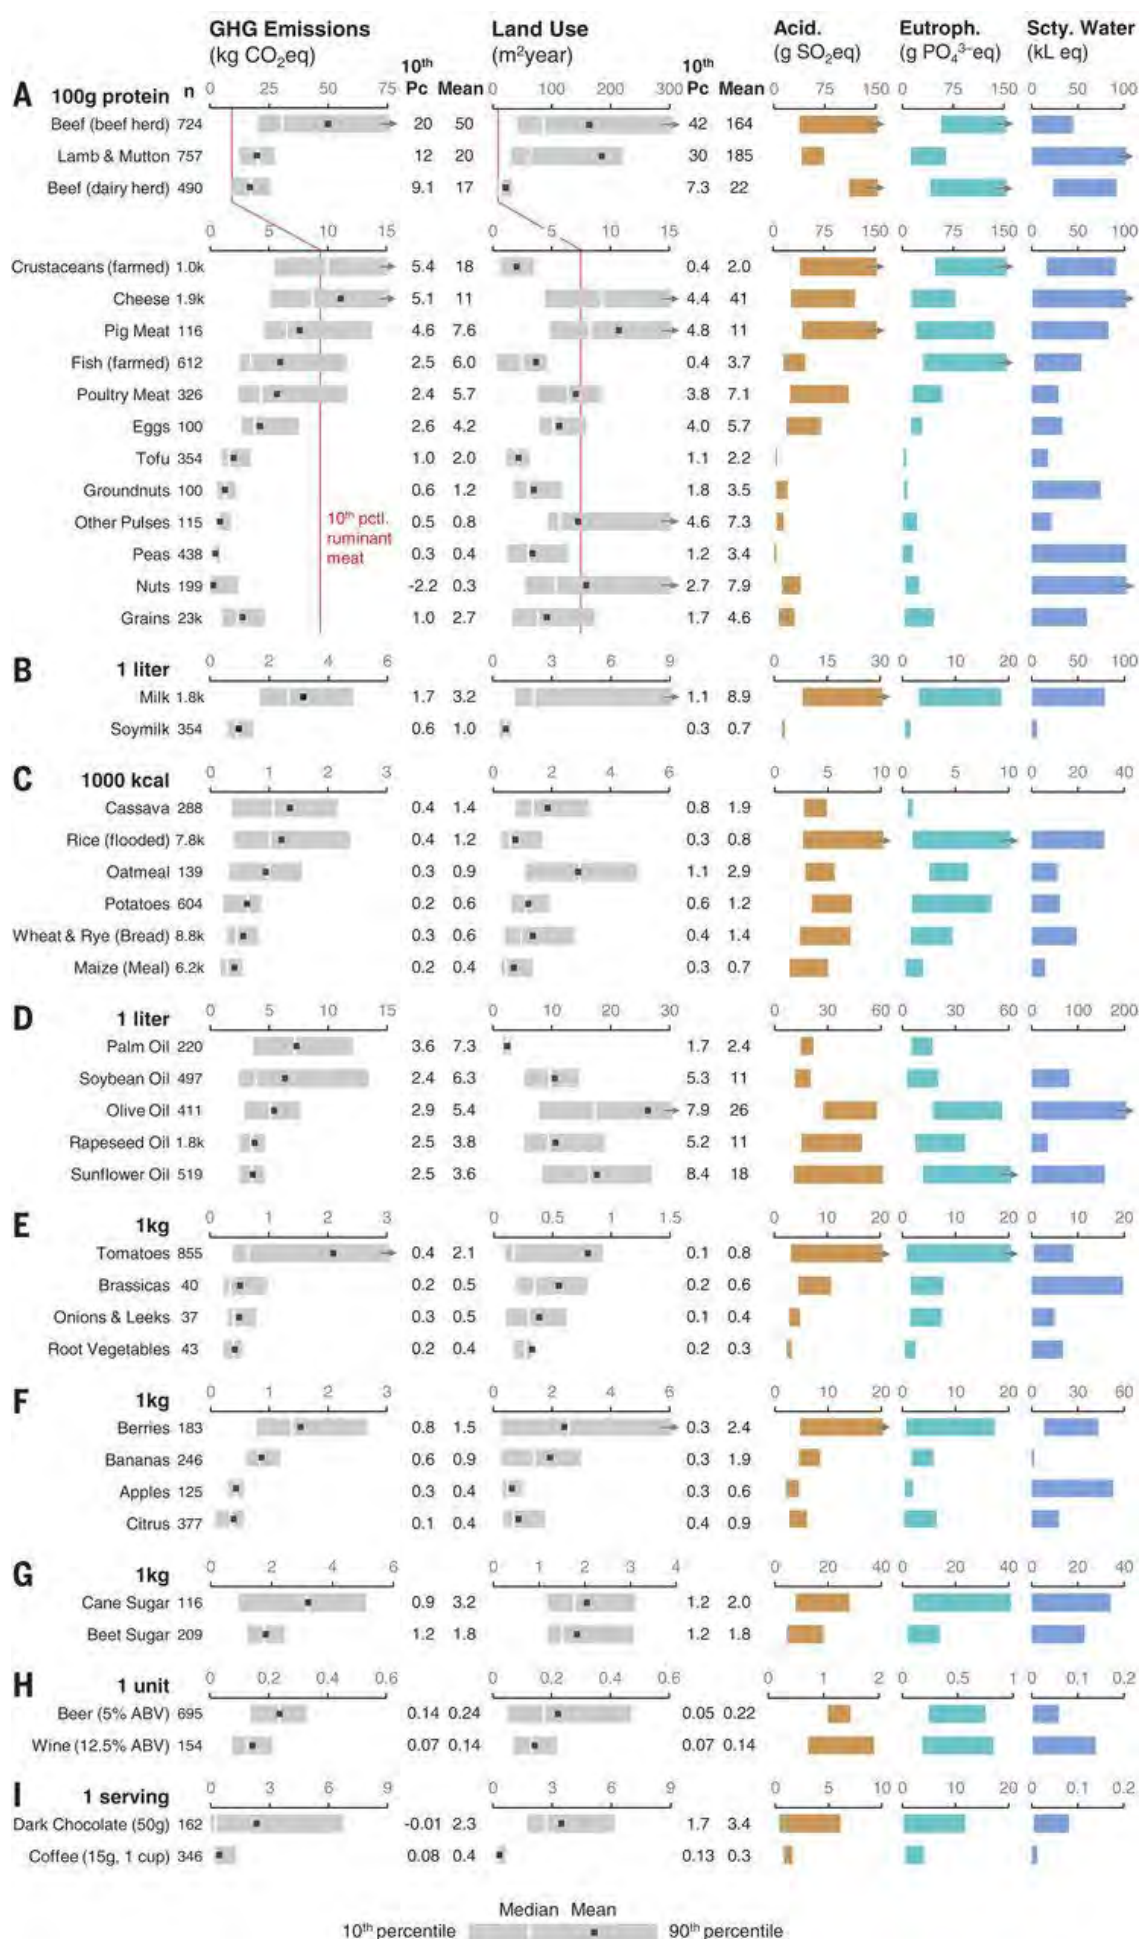 GHG Emissions Land Use Acid. Eutroph. Scty. Water
(kg CO₂eq) (m²year) (g SO₂eq) (g PO₄³⁻eq) (kL eq)
10th 10th
A 100g protein n 0 25 50 75 Pc Mean 0 100 200 300 Pc Mean 0 75 150 0 75 150 0 50 100
Beef (beef herd) 724 20 50 42 164
Lamb & Mutton 757 12 20 30 185
Beef (dairy herd) 490 9.1 17 7.3 22
0 5 10 15 0 5 10 15 0 75 150 0 75 150 0 50 100
Crustaceans (farmed) 1.0k 5.4 18 0.4 2.0
Cheese 1.9k 5.1 11 4.4 41
Pig Meat 116 4.6 7.6 4.8 11
Fish (farmed) 612 2.5 6.0 0.4 3.7
Poultry Meat 326 2.4 5.7 3.8 7.1
Eggs 100 2.6 4.2 4.0 5.7
Tofu 354 1.0 2.0 1.1 2.2
Groundnuts 100 0.6 1.2 1.8 3.5
Other Pulses 115 10th pctl. 0.5 0.8 4.6 7.3
ruminant
Peas 438 meat 0.3 0.4 1.2 3.4
Nuts 199 -2.2 0.3 2.7 7.9
Grains 23k 1.0 2.7 1.7 4.6
B 1 liter 0 2 4 6 0 3 6 9 0 15 30 0 10 20 0 50 100
Milk 1.8k 1.7 3.2 1.1 8.9
Soymilk 354 0.6 1.0 0.3 0.7
C 1000 kcal 0 1 2 3 0 2 4 6 0 5 10 0 5 10 0 20 40
Cassava 288 0.4 1.4 0.8 1.9
Rice (flooded) 7.8k 0.4 1.2 0.3 0.8
Oatmeal 139 0.3 0.9 1.1 2.9
Potatoes 604 0.2 0.6 0.6 1.2
Wheat & Rye (Bread) 8.8k 0.3 0.6 0.4 1.4
Maize (Meal) 6.2k 0.2 0.4 0.3 0.7
D 1 liter 0 5 10 15 0 10 20 30 0 30 60 0 30 60 0 100 200
Palm Oil 220 3.6 7.3 1.7 2.4
Soybean Oil 497 2.4 6.3 5.3 11
Olive Oil 411 2.9 5.4 7.9 26
Rapeseed Oil 1.8k 2.5 3.8 5.2 11
Sunflower Oil 519 2.5 3.6 8.4 18
E 1kg 0 1 2 3 0 0.5 1 1.5 0 10 20 0 10 20 0 10 20
Tomatoes 855 0.4 2.1 0.1 0.8
Brassicas 40 0.2 0.5 0.2 0.6
Onions & Leeks 37 0.3 0.5 0.1 0.4
Root Vegetables 43 0.2 0.4 0.2 0.3
F 1kg 0 1 2 3 0 2 4 6 0 10 20 0 10 20 0 30 60
Berries 183 0.8 1.5 0.3 2.4
Bananas 246 0.6 0.9 0.3 1.9
Apples 125 0.3 0.4 0.3 0.6
Citrus 377 0.1 0.4 0.4 0.9
G 1kg 0 2 4 6 0 1 2 3 4 0 20 40 0 20 40 0 20 40
Cane Sugar 116 0.9 3.2 1.2 2.0
Beet Sugar 209 1.2 1.8 1.2 1.8
H 1 unit 0 0.2 0.4 0.6 0 0.2 0.4 0.6 0 1 2 0 0.5 1 0 0.1 0.2
Beer (5% ABV) 695 0.14 0.24 0.05 0.22
Wine (12.5% ABV) 154 0.07 0.14 0.07 0.14
I 1 serving 0 3 6 9 0 3 6 9 0 5 10 0 10 20 0 0.1 0.2
Dark Chocolate (50g) 162 -0.01 2.3 1.7 3.4
Coffee (15g, 1 cup) 346 0.08 0.4 0.13 0.3
Median Mean
10th percentile 90th percentile